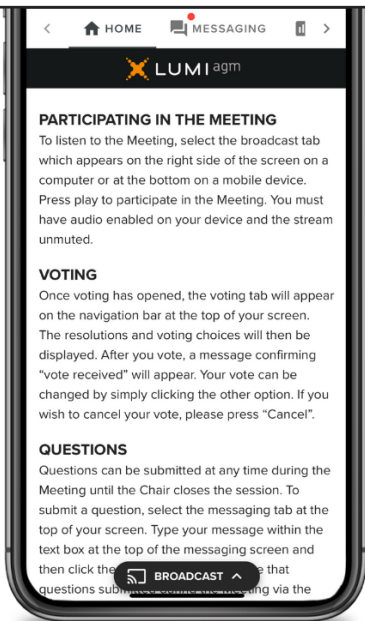 HOME MESSAGING
LUMI agm
PARTICIPATING IN THE MEETING
To listen to the Meeting, select the broadcast tab
which appears on the right side of the screen on a
computer or at the bottom on a mobile device.
Press play to participate in the Meeting. You must
have audio enabled on your device and the stream
unmuted.
VOTING
Once voting has opened, the voting tab will appear
on the navigation bar at the top of your screen.
The resolutions and voting choices will then be
displayed. After you vote, a message confirming
“vote received” will appear. Your vote can be
changed by simply clicking the other option. If you
wish to cancel your vote, please press “Cancel”.
QUESTIONS
Questions can be submitted at any time during the
Meeting until the Chair closes the session. To
submit a question, select the messaging tab at the
top of your screen. Type your message within the
text box at the top of the messaging screen and
then click the that
BROADCAST
questions submitted during the Meeting via the